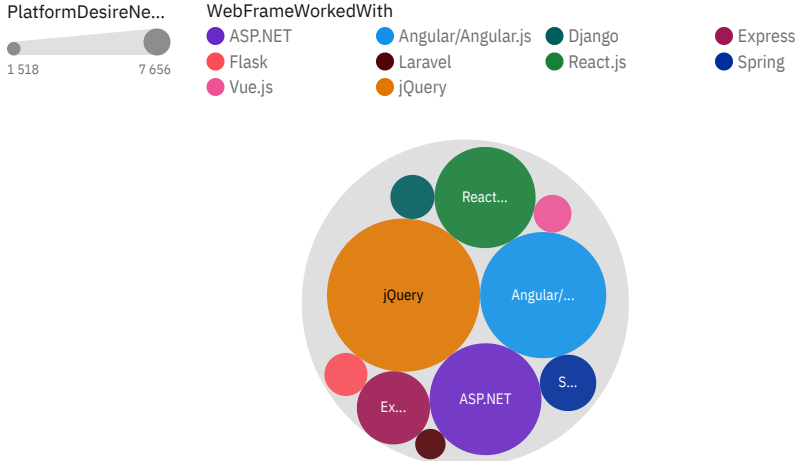 PlatformDesireNe...
1 518
7 656
WebFrameWorkedWith
ASP.NET
Angular/Angular.js
Django
Express
Flask
Laravel
React.js
Spring
Vue.js
jQuery
React...
jQuery
Angular/...
S...
Ex...
ASP.NET